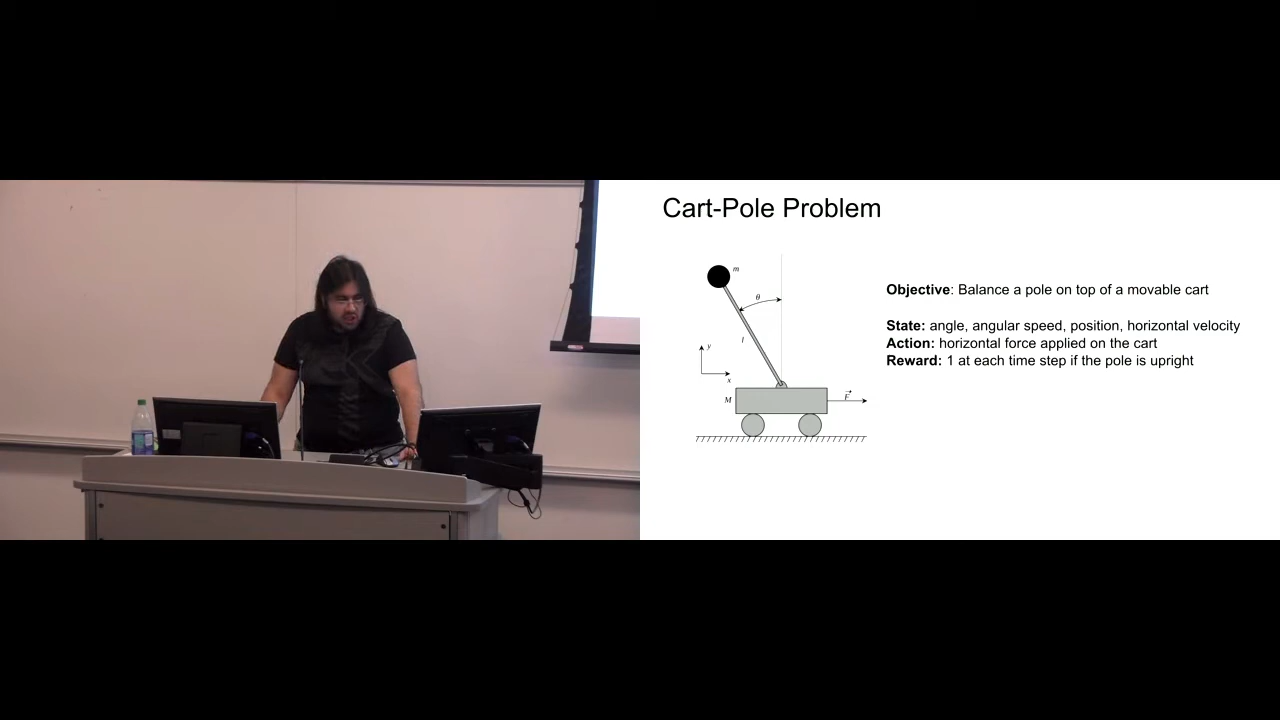 Cart-Pole Problem
m
θ
l
y
x
M
F
Objective: Balance a pole on top of a movable cart
State: angle, angular speed, position, horizontal velocity
Action: horizontal force applied on the cart
Reward: 1 at each time step if the pole is upright